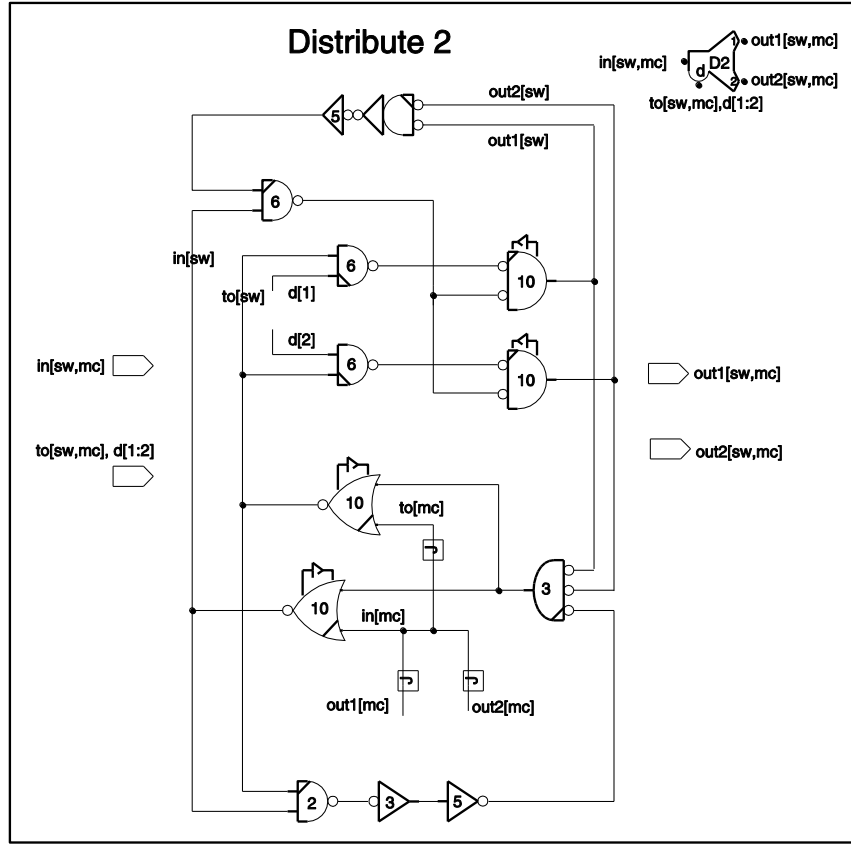 Distribute 2
1
out1[sw,mc]
in[sw,mc]
d
D2
2
out2[sw,mc]
to[sw,mc],d[1:2]
out2[sw]
5
out1[sw]
6
in[sw]
6
to[sw]
d[1]
10
d[2]
6
10
in[sw,mc]
out1[sw,mc]
to[sw,mc], d[1:2]
out2[sw,mc]
10
to[mc]
J
3
10
in[mc]
J
J
out1[mc]
out2[mc]
2
3
5